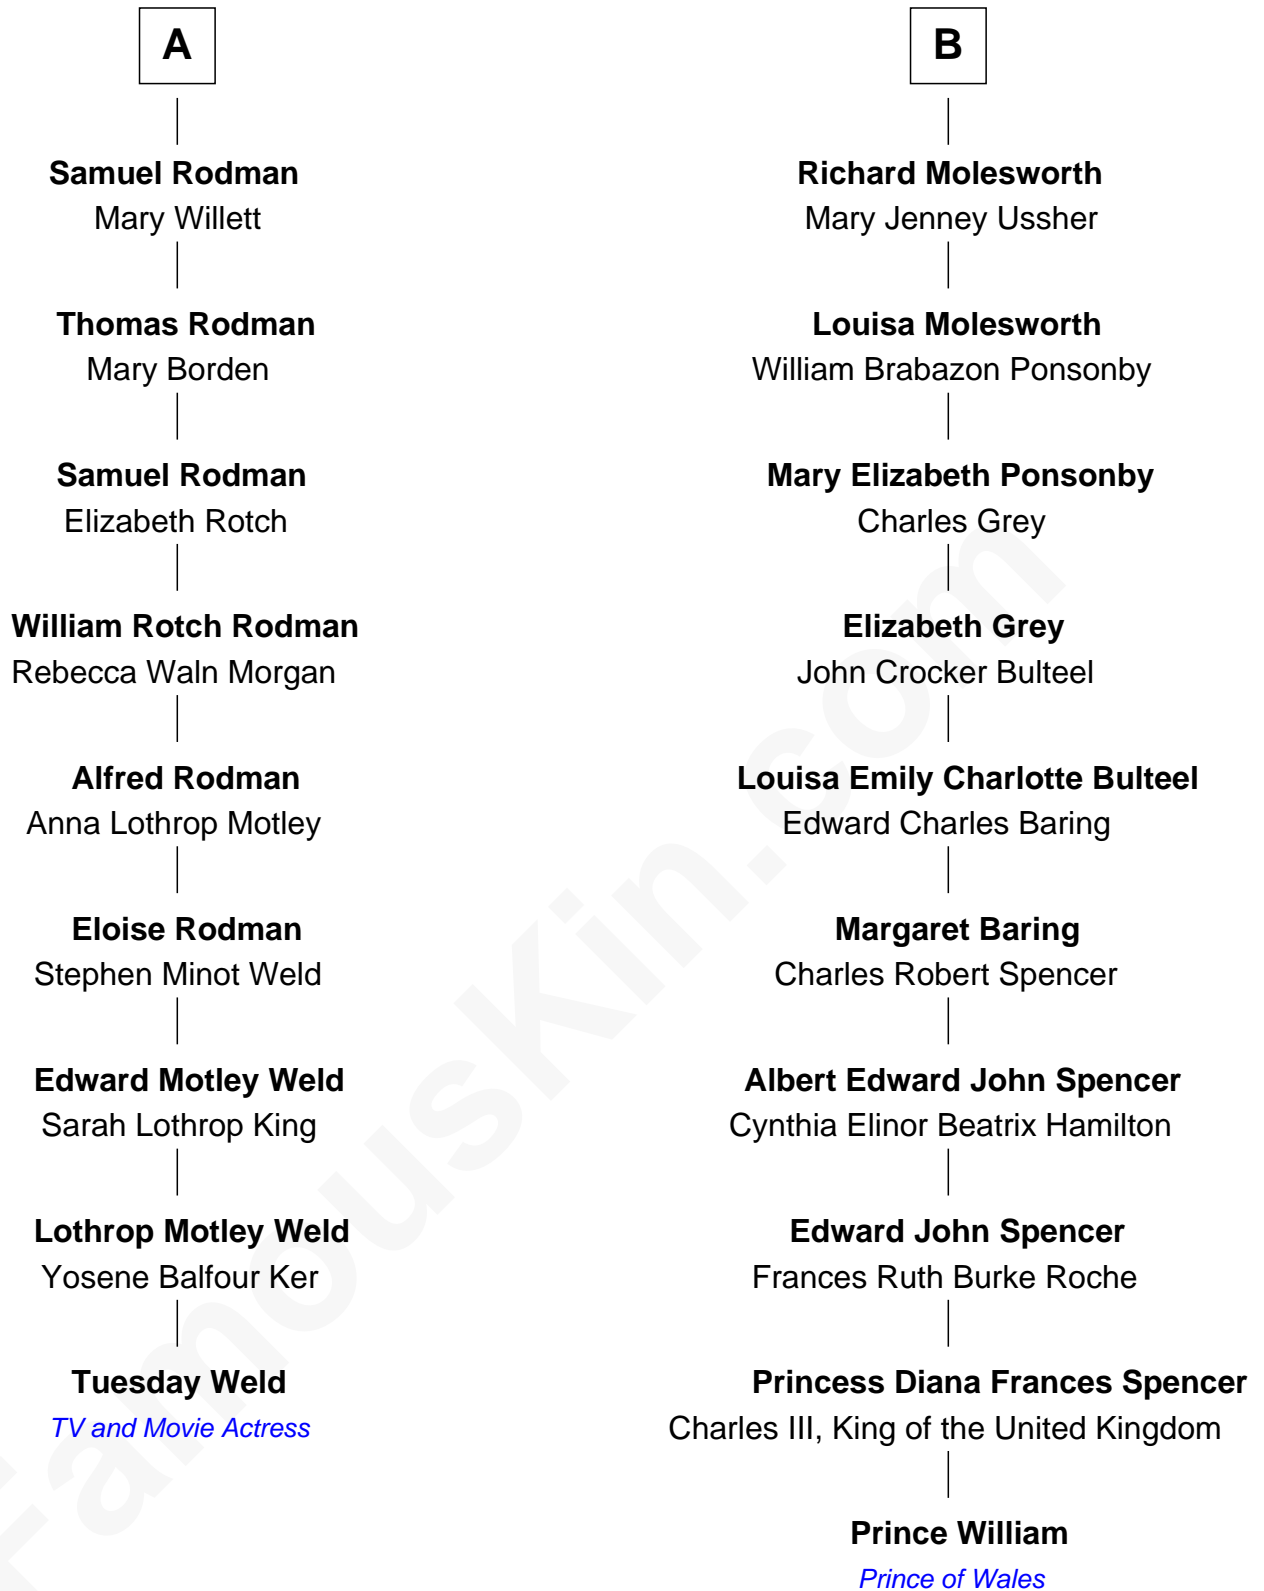 A
Samuel Rodman
Mary Willett
Thomas Rodman
Mary Borden
Samuel Rodman
Elizabeth Rotch
William Rotch Rodman
Rebecca Waln Morgan
Alfred Rodman
Anna Lothrop Motley
Eloise Rodman
Stephen Minot Weld
Edward Motley Weld
Sarah Lothrop King
Lothrop Motley Weld
Yosene Balfour Ker
Tuesday Weld
TV and Movie Actress
B
Richard Molesworth
Mary Jenney Ussher
Louisa Molesworth
William Brabazon Ponsonby
Mary Elizabeth Ponsonby
Charles Grey
Elizabeth Grey
John Crocker Bulteel
Louisa Emily Charlotte Bulteel
Edward Charles Baring
Margaret Baring
Charles Robert Spencer
Albert Edward John Spencer
Cynthia Elinor Beatrix Hamilton
Edward John Spencer
Frances Ruth Burke Roche
Princess Diana Frances Spencer
Charles III, King of the United Kingdom
Prince William
Prince of Wales
FamousKin.com